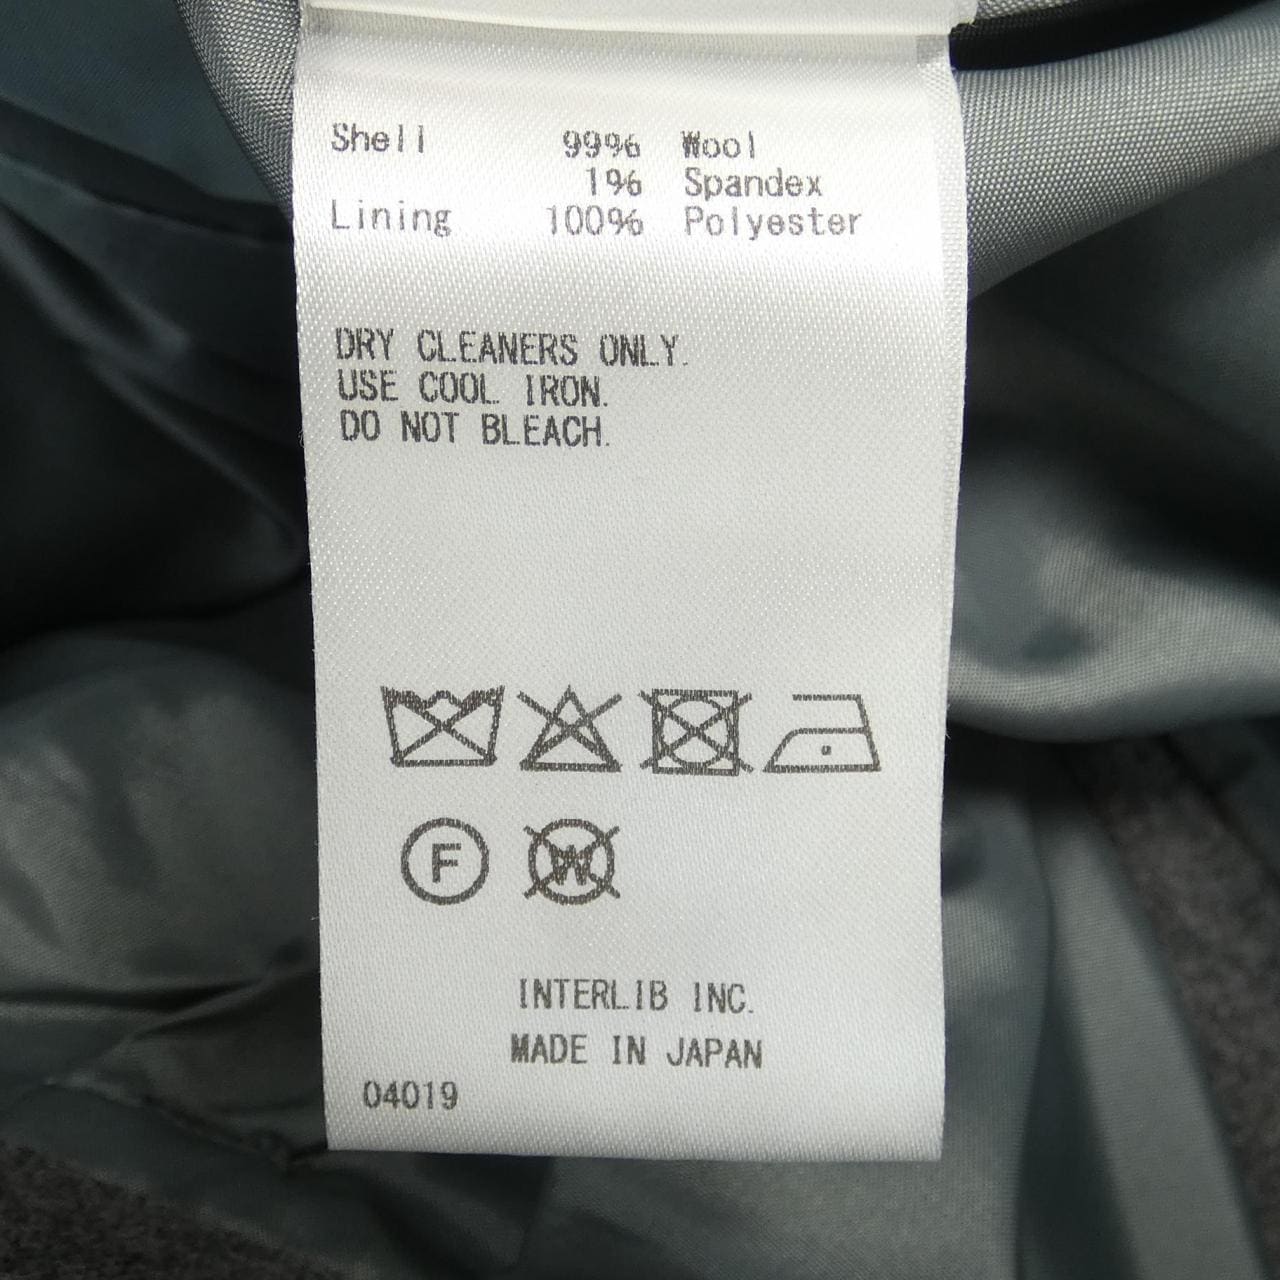 Shell 99% Wool
1% Spandex
Lining 100% Polyester
DRY CLEANERS ONLY.
USE COOL IRON.
DO NOT BLEACH.
F W
INTERLIB INC.
MADE IN JAPAN
04019